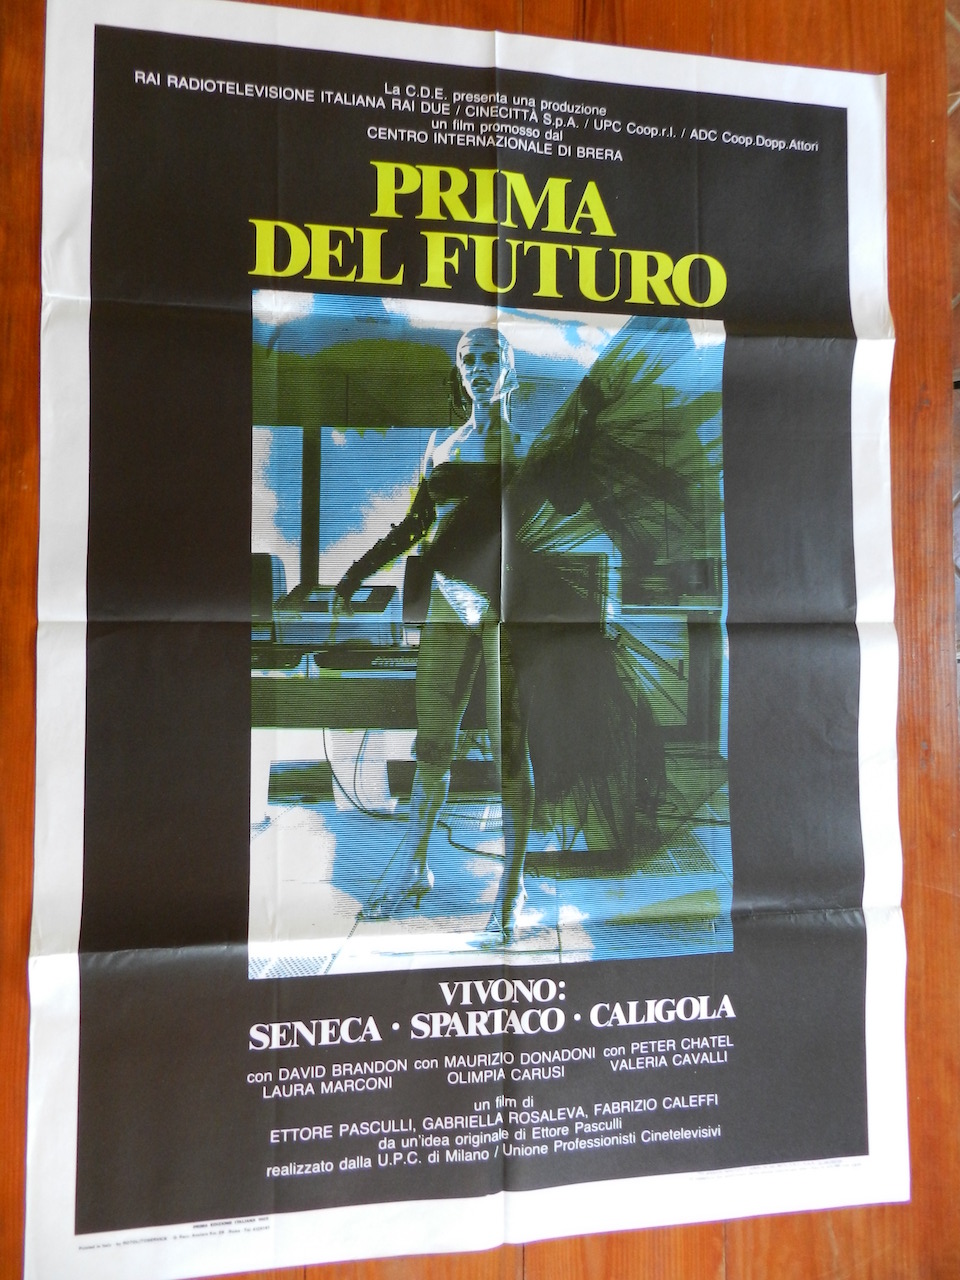 La C.D.E. presenta una produzione
RAI RADIOTELEVISIONE ITALIANA RAI DUE / CINECITTÀ S.p.A. / UPC Coop.r.l. / ADC Coop.Dopp.Attori
un film promosso dal
CENTRO INTERNAZIONALE DI BRERA
PRIMA
DEL FUTURO
VIVONO:
SENECA · SPARTACO · CALIGOLA
con DAVID BRANDON con MAURIZIO DONADONI con PETER CHATEL
LAURA MARCONI OLIMPIA CARUSI VALERIA CAVALLI
un film di
ETTORE PASCULLI, GABRIELLA ROSALEVA, FABRIZIO CALEFFI
da un'idea originale di Ettore Pasculli
realizzato dalla U.P.C. di Milano / Unione Professionisti Cinetelevisivi
PRIMA EDIZIONE ITALIANA